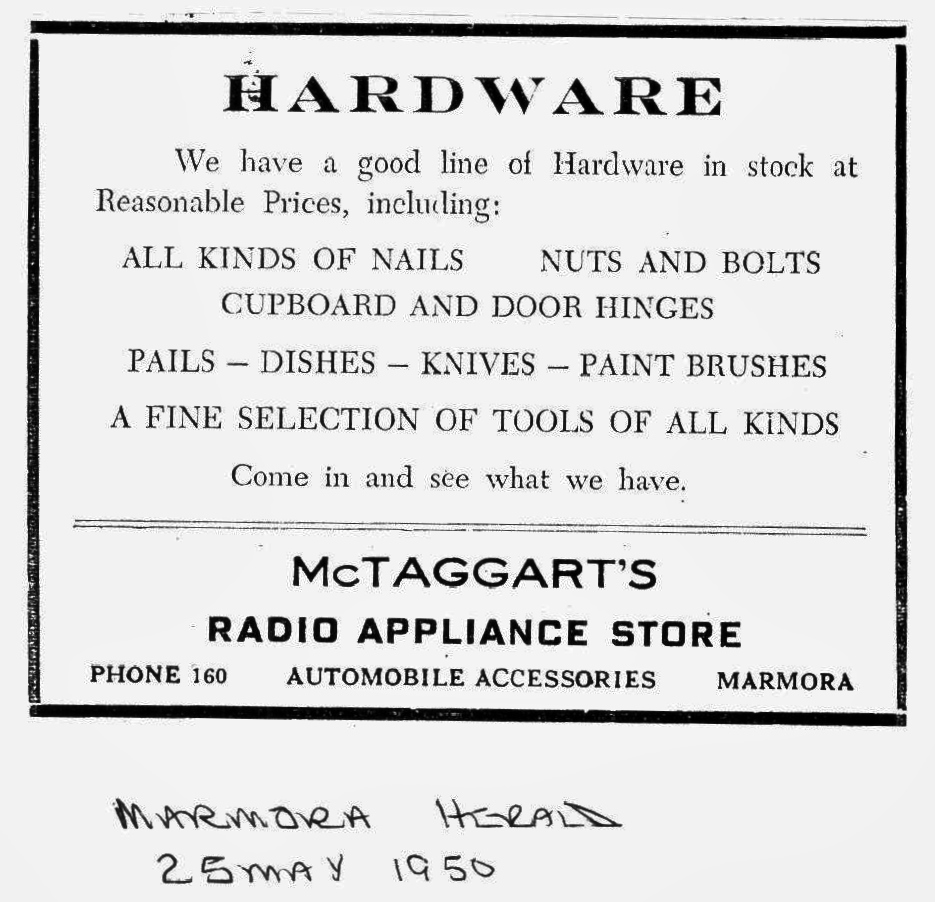 HARDWARE
We have a good line of Hardware in stock at
Reasonable Prices, including:
ALL KINDS OF NAILS NUTS AND BOLTS
CUPBOARD AND DOOR HINGES
PAILS — DISHES — KNIVES — PAINT BRUSHES
A FINE SELECTION OF TOOLS OF ALL KINDS
Come in and see what we have.
McTAGGART'S
RADIO APPLIANCE STORE
PHONE 160 AUTOMOBILE ACCESSORIES MARMORA
MARMORA HERALD
25 MAY 1950